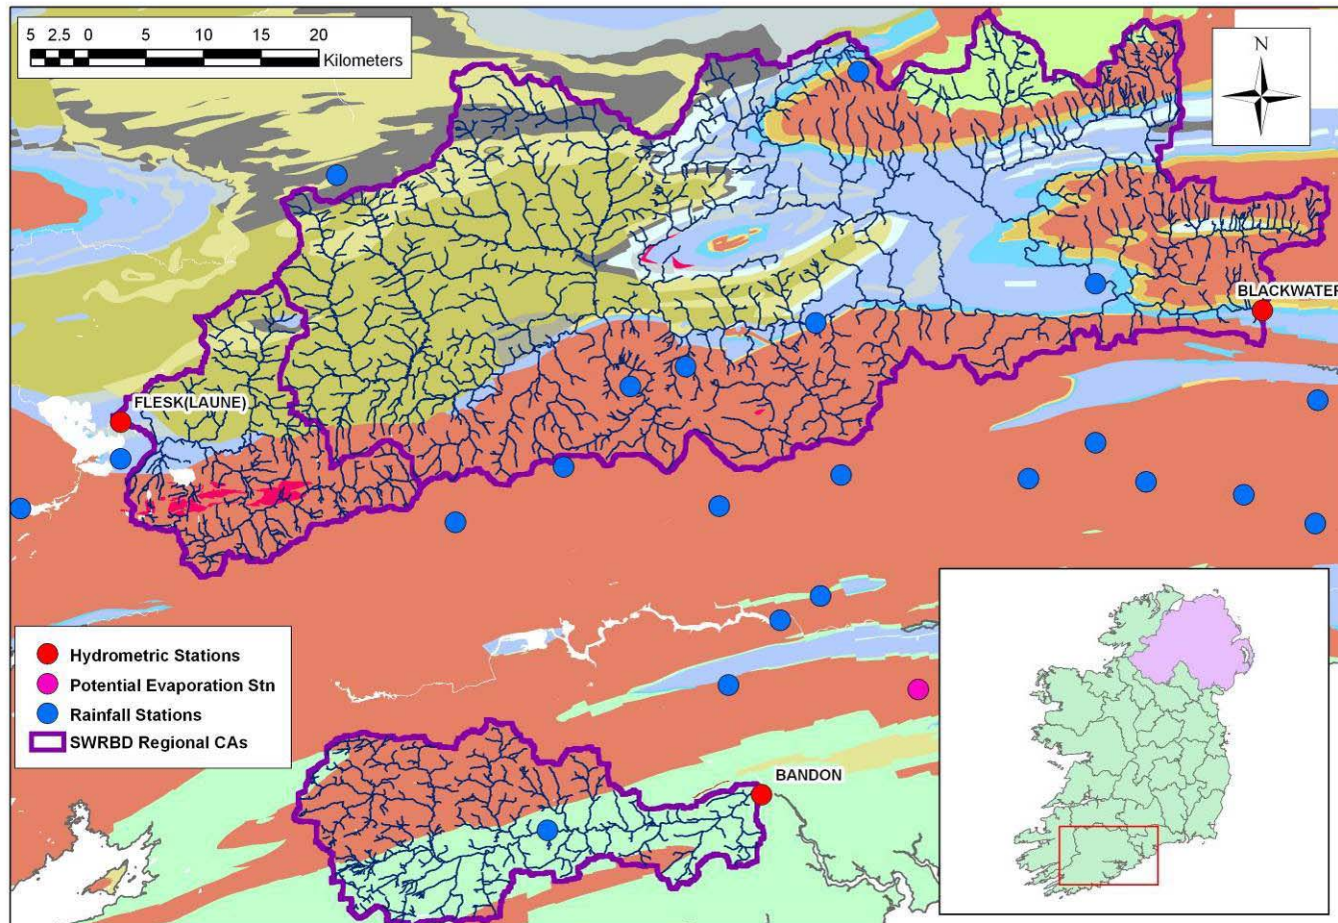 5 2.5 0 5 10 15 20
Kilometers
N
BLACKWATER
FLESK(LAUNE)
Hydrometric Stations
Potential Evaporation Stn
Rainfall Stations
SWRBD Regional CAs
BANDON